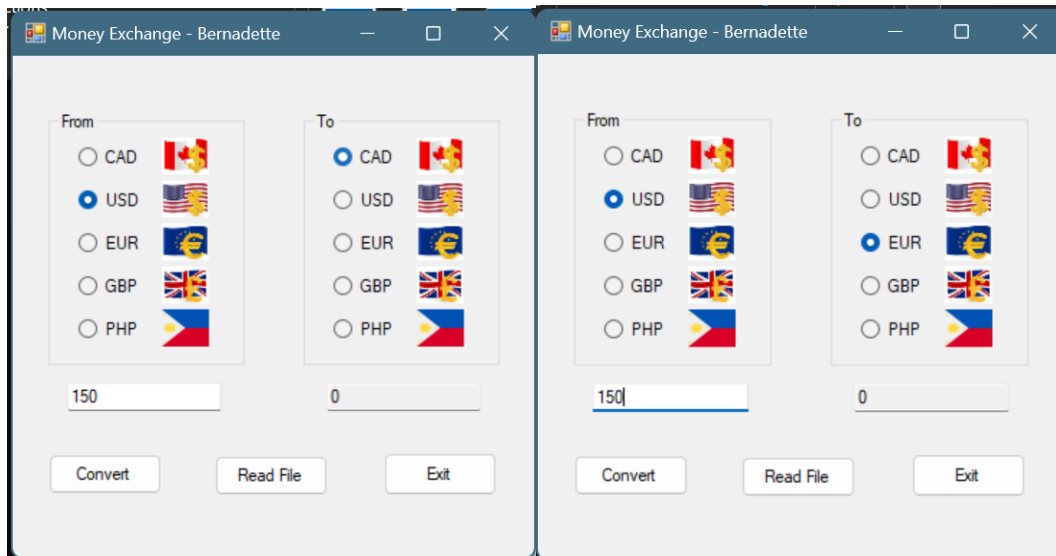 Money Exchange - Bernadette
From
To
CAD
CAD
USD
USD
EUR
EUR
GBP
GBP
PHP
PHP
150
0
Convert
Read File
Exit
Money Exchange - Bernadette
From
To
CAD
CAD
USD
USD
EUR
EUR
GBP
GBP
PHP
PHP
150
0
Convert
Read File
Exit